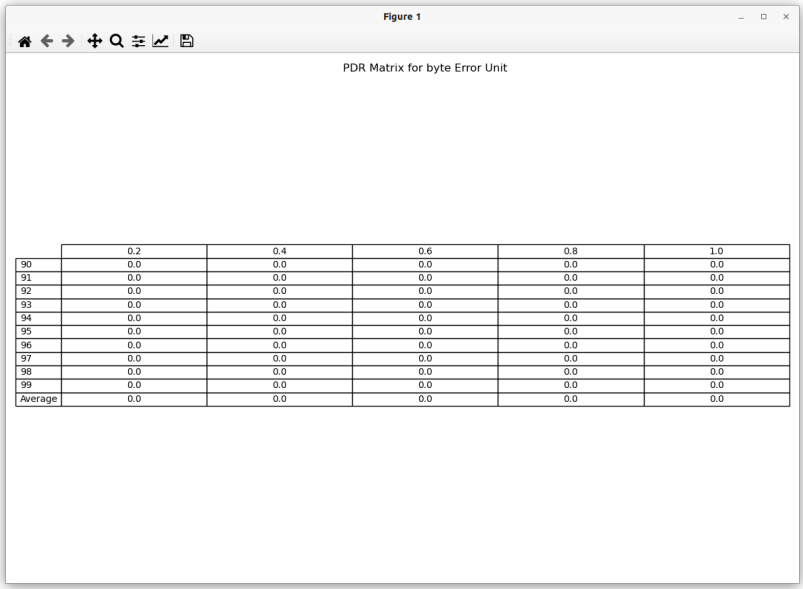 Figure 1
PDR Matrix for byte Error Unit
0.2 0.4 0.6 0.8 1.0
90 0.0 0.0 0.0 0.0 0.0
91 0.0 0.0 0.0 0.0 0.0
92 0.0 0.0 0.0 0.0 0.0
93 0.0 0.0 0.0 0.0 0.0
94 0.0 0.0 0.0 0.0 0.0
95 0.0 0.0 0.0 0.0 0.0
96 0.0 0.0 0.0 0.0 0.0
97 0.0 0.0 0.0 0.0 0.0
98 0.0 0.0 0.0 0.0 0.0
99 0.0 0.0 0.0 0.0 0.0
Average 0.0 0.0 0.0 0.0 0.0